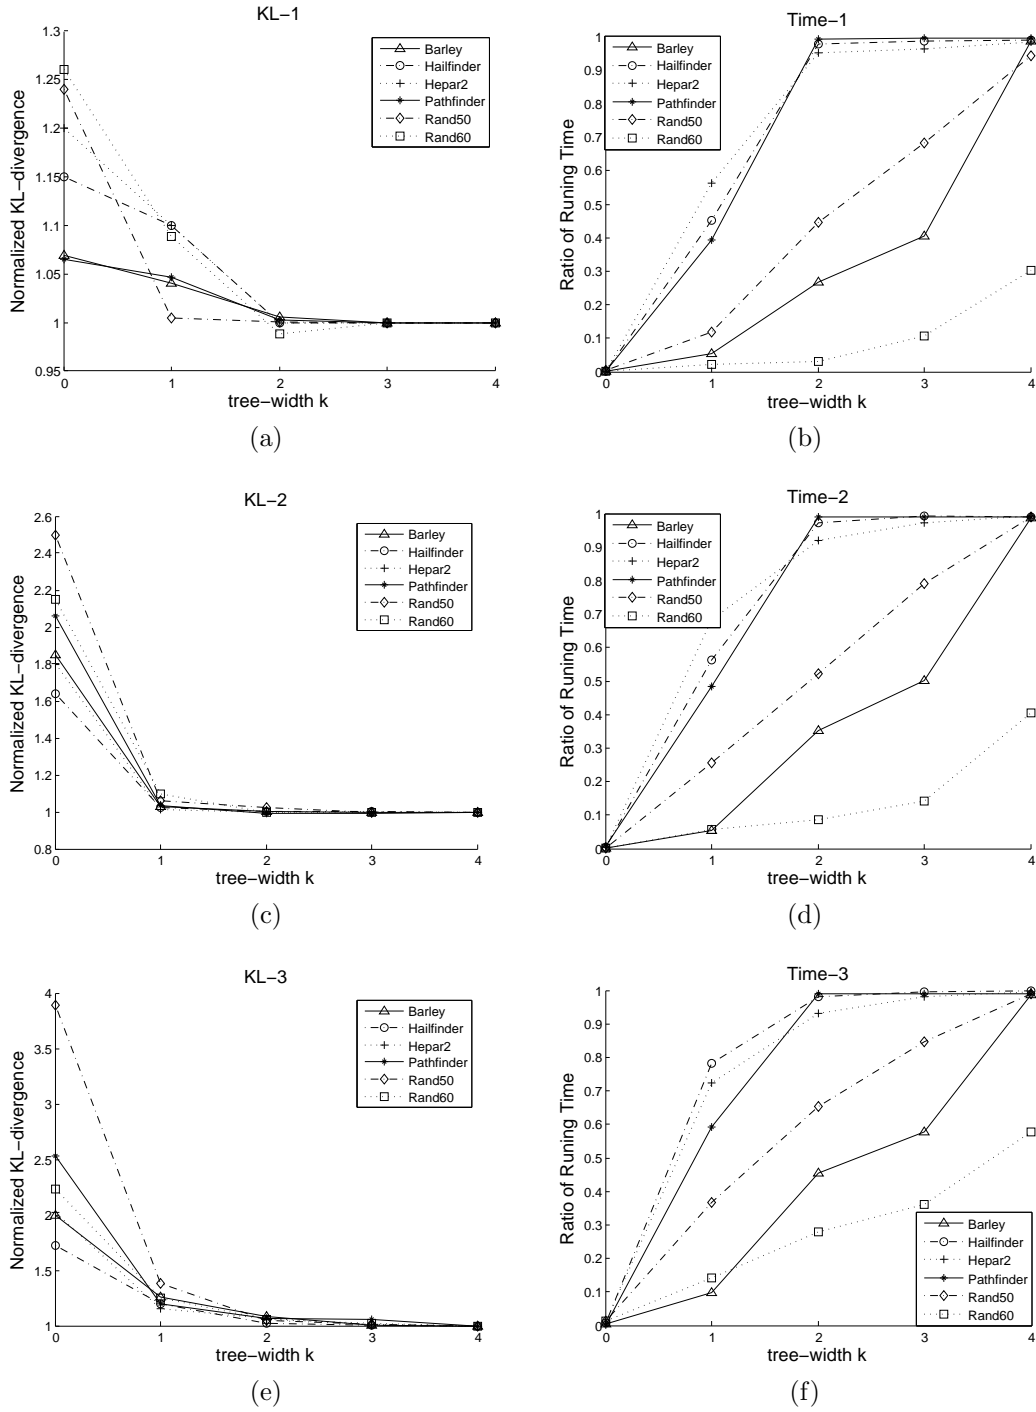 KL-1
Normalized KL-divergence
1.3
1.25
1.2
1.15
1.1
1.05
1
0.95
0 1 2 3 4
tree-width k
Barley
Hailfinder
Hepar2
Pathfinder
Rand50
Rand60
(a)
Time-1
Ratio of Runing Time
1
0.9
0.8
0.7
0.6
0.5
0.4
0.3
0.2
0.1
0
0 1 2 3 4
tree-width k
Barley
Hailfinder
Hepar2
Pathfinder
Rand50
Rand60
(b)
KL-2
Normalized KL-divergence
2.6
2.4
2.2
2
1.8
1.6
1.4
1.2
1
0.8
0 1 2 3 4
tree-width k
Barley
Hailfinder
Hepar2
Pathfinder
Rand50
Rand60
(c)
Time-2
Ratio of Runing Time
1
0.9
0.8
0.7
0.6
0.5
0.4
0.3
0.2
0.1
0
0 1 2 3 4
tree-width k
Barley
Hailfinder
Hepar2
Pathfinder
Rand50
Rand60
(d)
KL-3
Normalized KL-divergence
4
3.5
3
2.5
2
1.5
1
0 1 2 3 4
tree-width k
Barley
Hailfinder
Hepar2
Pathfinder
Rand50
Rand60
(e)
Time-3
Ratio of Runing Time
1
0.9
0.8
0.7
0.6
0.5
0.4
0.3
0.2
0.1
0
0 1 2 3 4
tree-width k
Barley
Hailfinder
Hepar2
Pathfinder
Rand50
Rand60
(f)